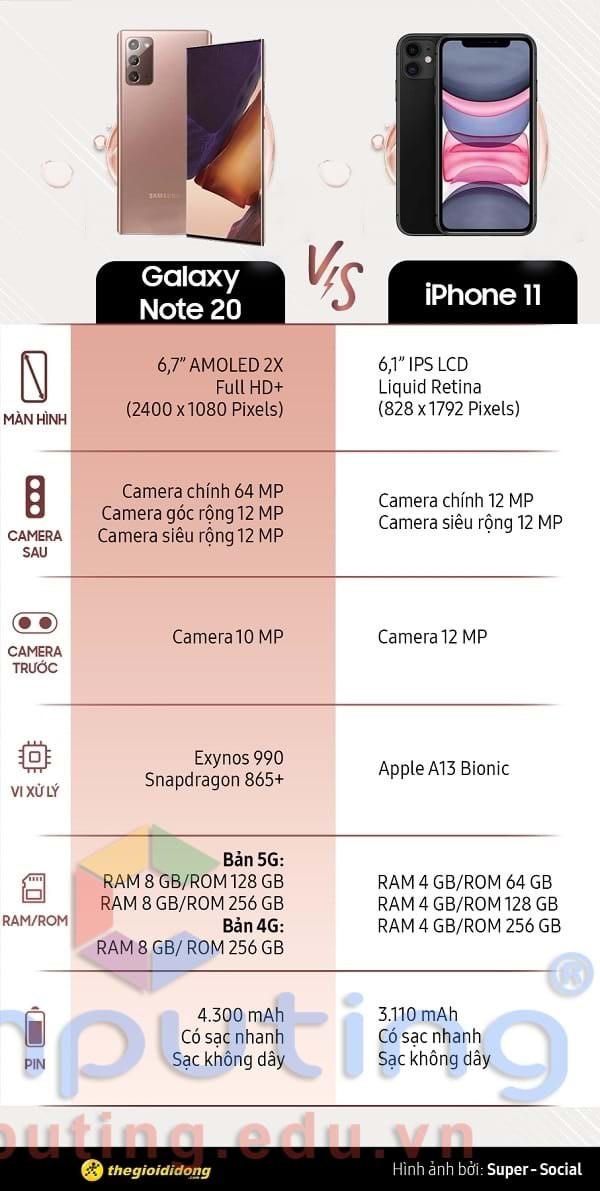 SAMSUNG
Galaxy
Note 20
VS
iPhone 11
MÀN HÌNH
6,7” AMOLED 2X
Full HD+
(2400 x 1080 Pixels)
6,1” IPS LCD
Liquid Retina
(828 x 1792 Pixels)
CAMERA
SAU
Camera chính 64 MP
Camera góc rộng 12 MP
Camera siêu rộng 12 MP
Camera chính 12 MP
Camera siêu rộng 12 MP
CAMERA
TRƯỚC
Camera 10 MP
Camera 12 MP
VI XỬ LÝ
Exynos 990
Snapdragon 865+
Apple A13 Bionic
RAM/ROM
Bản 5G:
RAM 8 GB/ROM 128 GB
RAM 8 GB/ROM 256 GB
Bản 4G:
RAM 8 GB/ ROM 256 GB
RAM 4 GB/ROM 64 GB
RAM 4 GB/ROM 128 GB
RAM 4 GB/ROM 256 GB
PIN
4.300 mAh
Có sạc nhanh
Sạc không dây
3.110 mAh
Có sạc nhanh
Sạc không dây
mputing®
puting.edu.vn
thegioididong
.com
Hình ảnh bởi: Super - Social